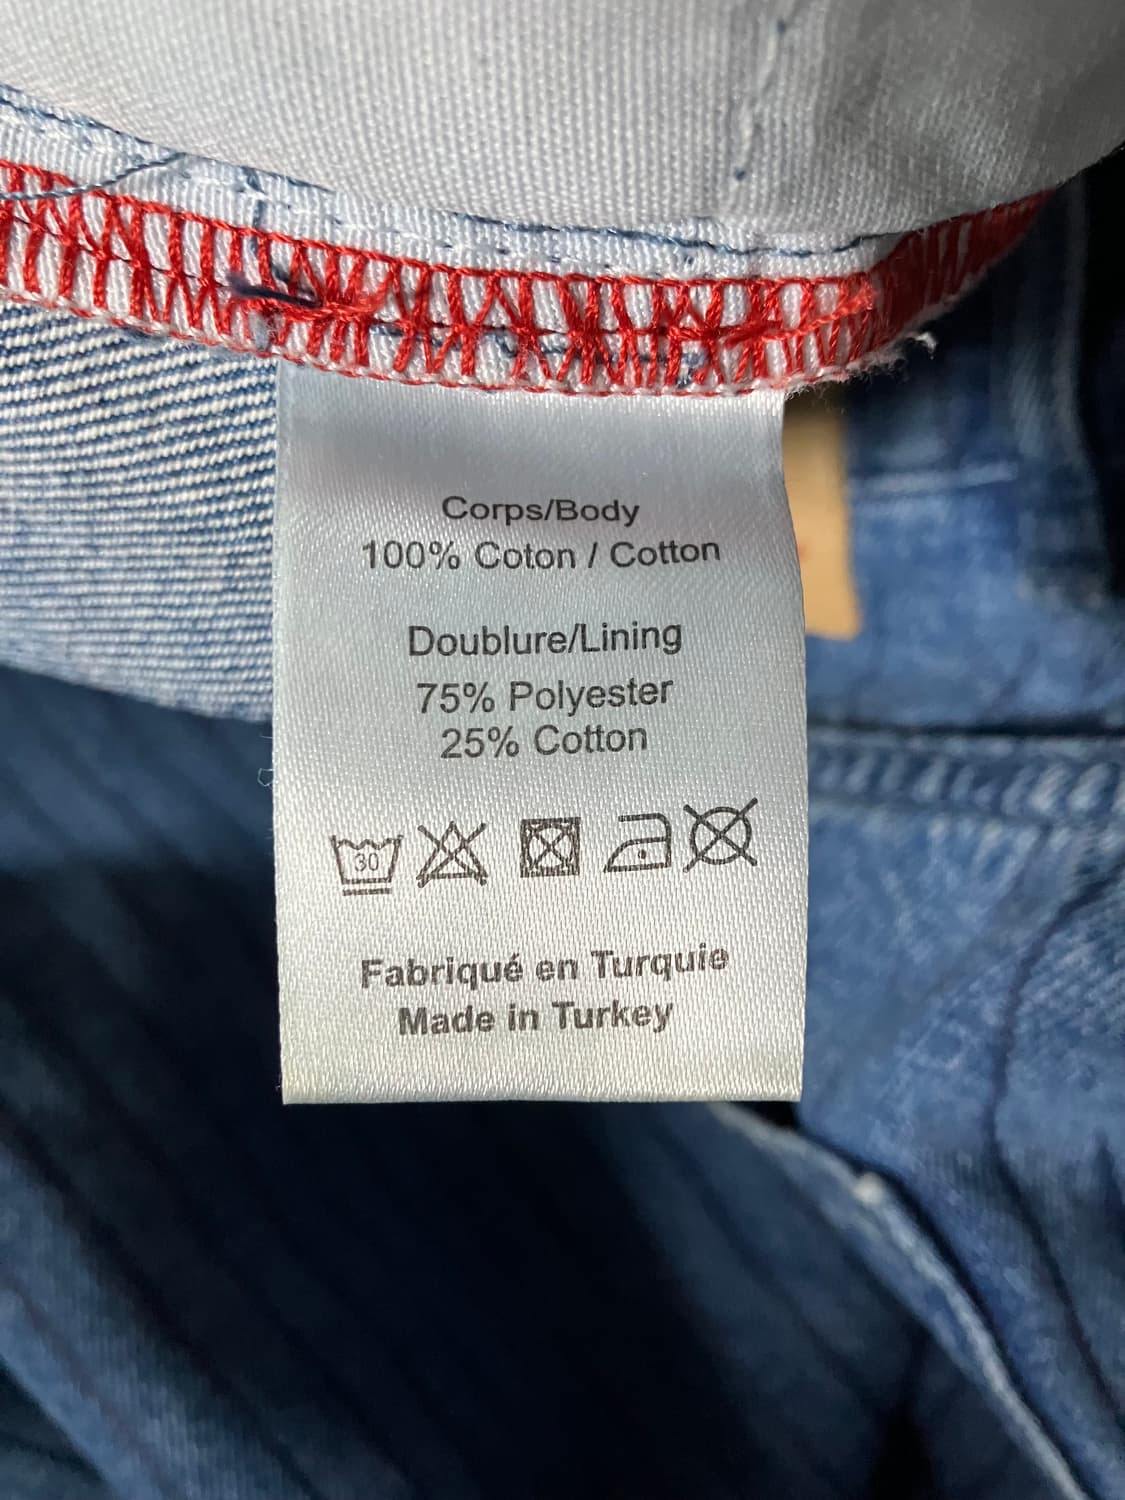 Corps/Body
100% Coton / Cotton
Doublure/Lining
75% Polyester
25% Cotton
30
Fabriqué en Turquie
Made in Turkey